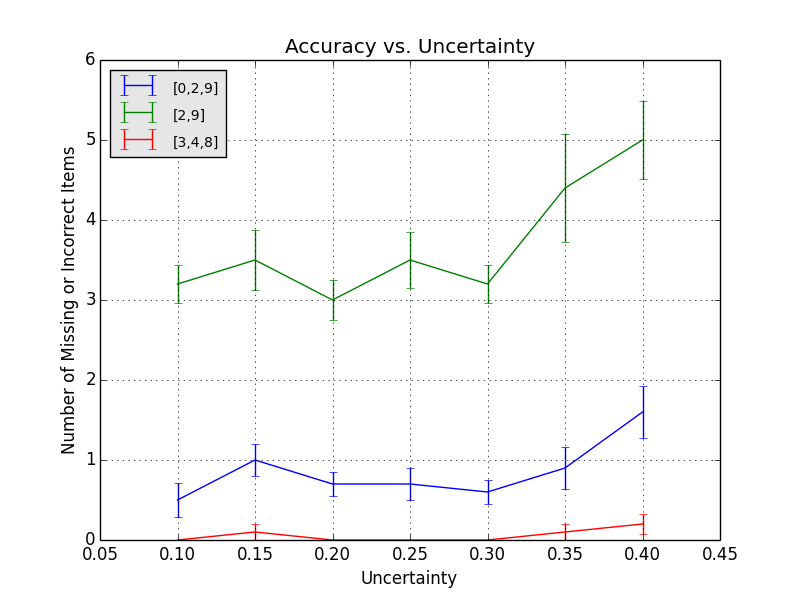 Accuracy vs. Uncertainty
6
5
4
3
2
1
0
Number of Missing or Incorrect Items
[0,2,9]
[2,9]
[3,4,8]
0.05 0.10 0.15 0.20 0.25 0.30 0.35 0.40 0.45
Uncertainty